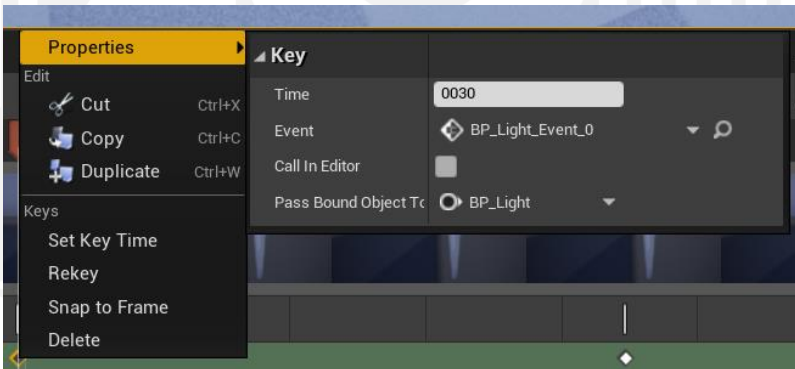 Properties
Edit
Cut Ctrl+X
Copy Ctrl+C
Duplicate Ctrl+W
Keys
Set Key Time
Rekey
Snap to Frame
Delete
Key
Time 0030
Event BP_Light_Event_0
Call In Editor
Pass Bound Object To BP_Light